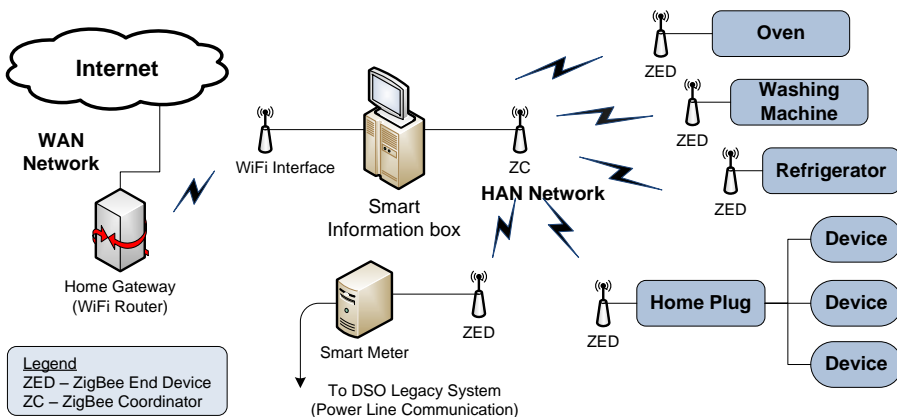 Internet
WAN
Network
Home Gateway
(WiFi Router)
WiFi Interface
Smart
Information box
ZC
HAN Network
ZED
Oven
ZED
Washing
Machine
ZED
Refrigerator
ZED
Home Plug
Device
Device
Device
ZED
Smart Meter
To DSO Legacy System
(Power Line Communication)
Legend
ZED – ZigBee End Device
ZC – ZigBee Coordinator